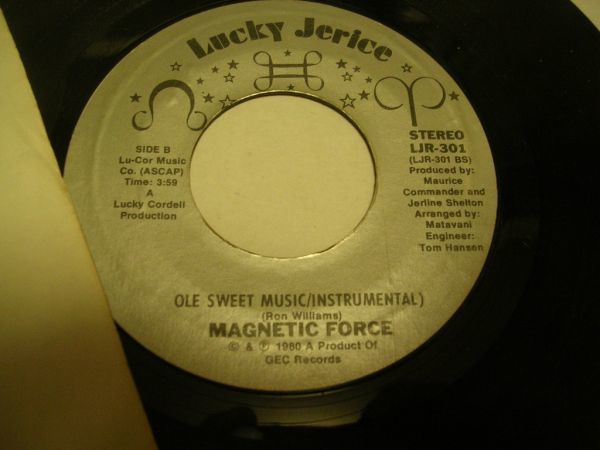 Lucky Jerice
SIDE B
Lu-Cor Music
Co. (ASCAP)
Time: 3:59
A
Lucky Cordell
Production
STEREO
LJR-301
(LJR-301 BS)
Produced by:
Maurice
Commander and
Jerline Shelton
Arranged by:
Matavani
Engineer:
Tom Hansen
OLE SWEET MUSIC/INSTRUMENTAL)
(Ron Williams)
MAGNETIC FORCE
© & ℗ 1980 A Product Of
GEC Records